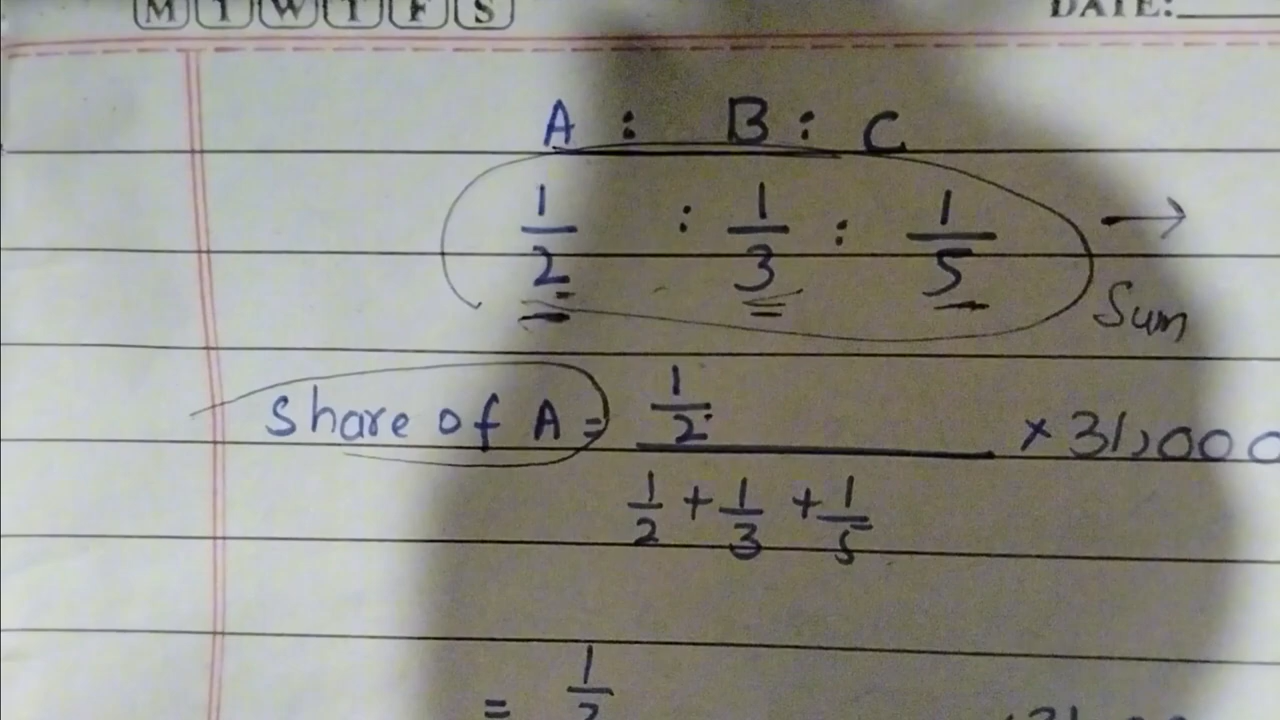 M T W T F S DATE:
A : B : C
1/2 : 1/3 : 1/5 →
Sum
Share of A = (1/2)/(1/2 + 1/3 + 1/5) × 31,000
= 1/2